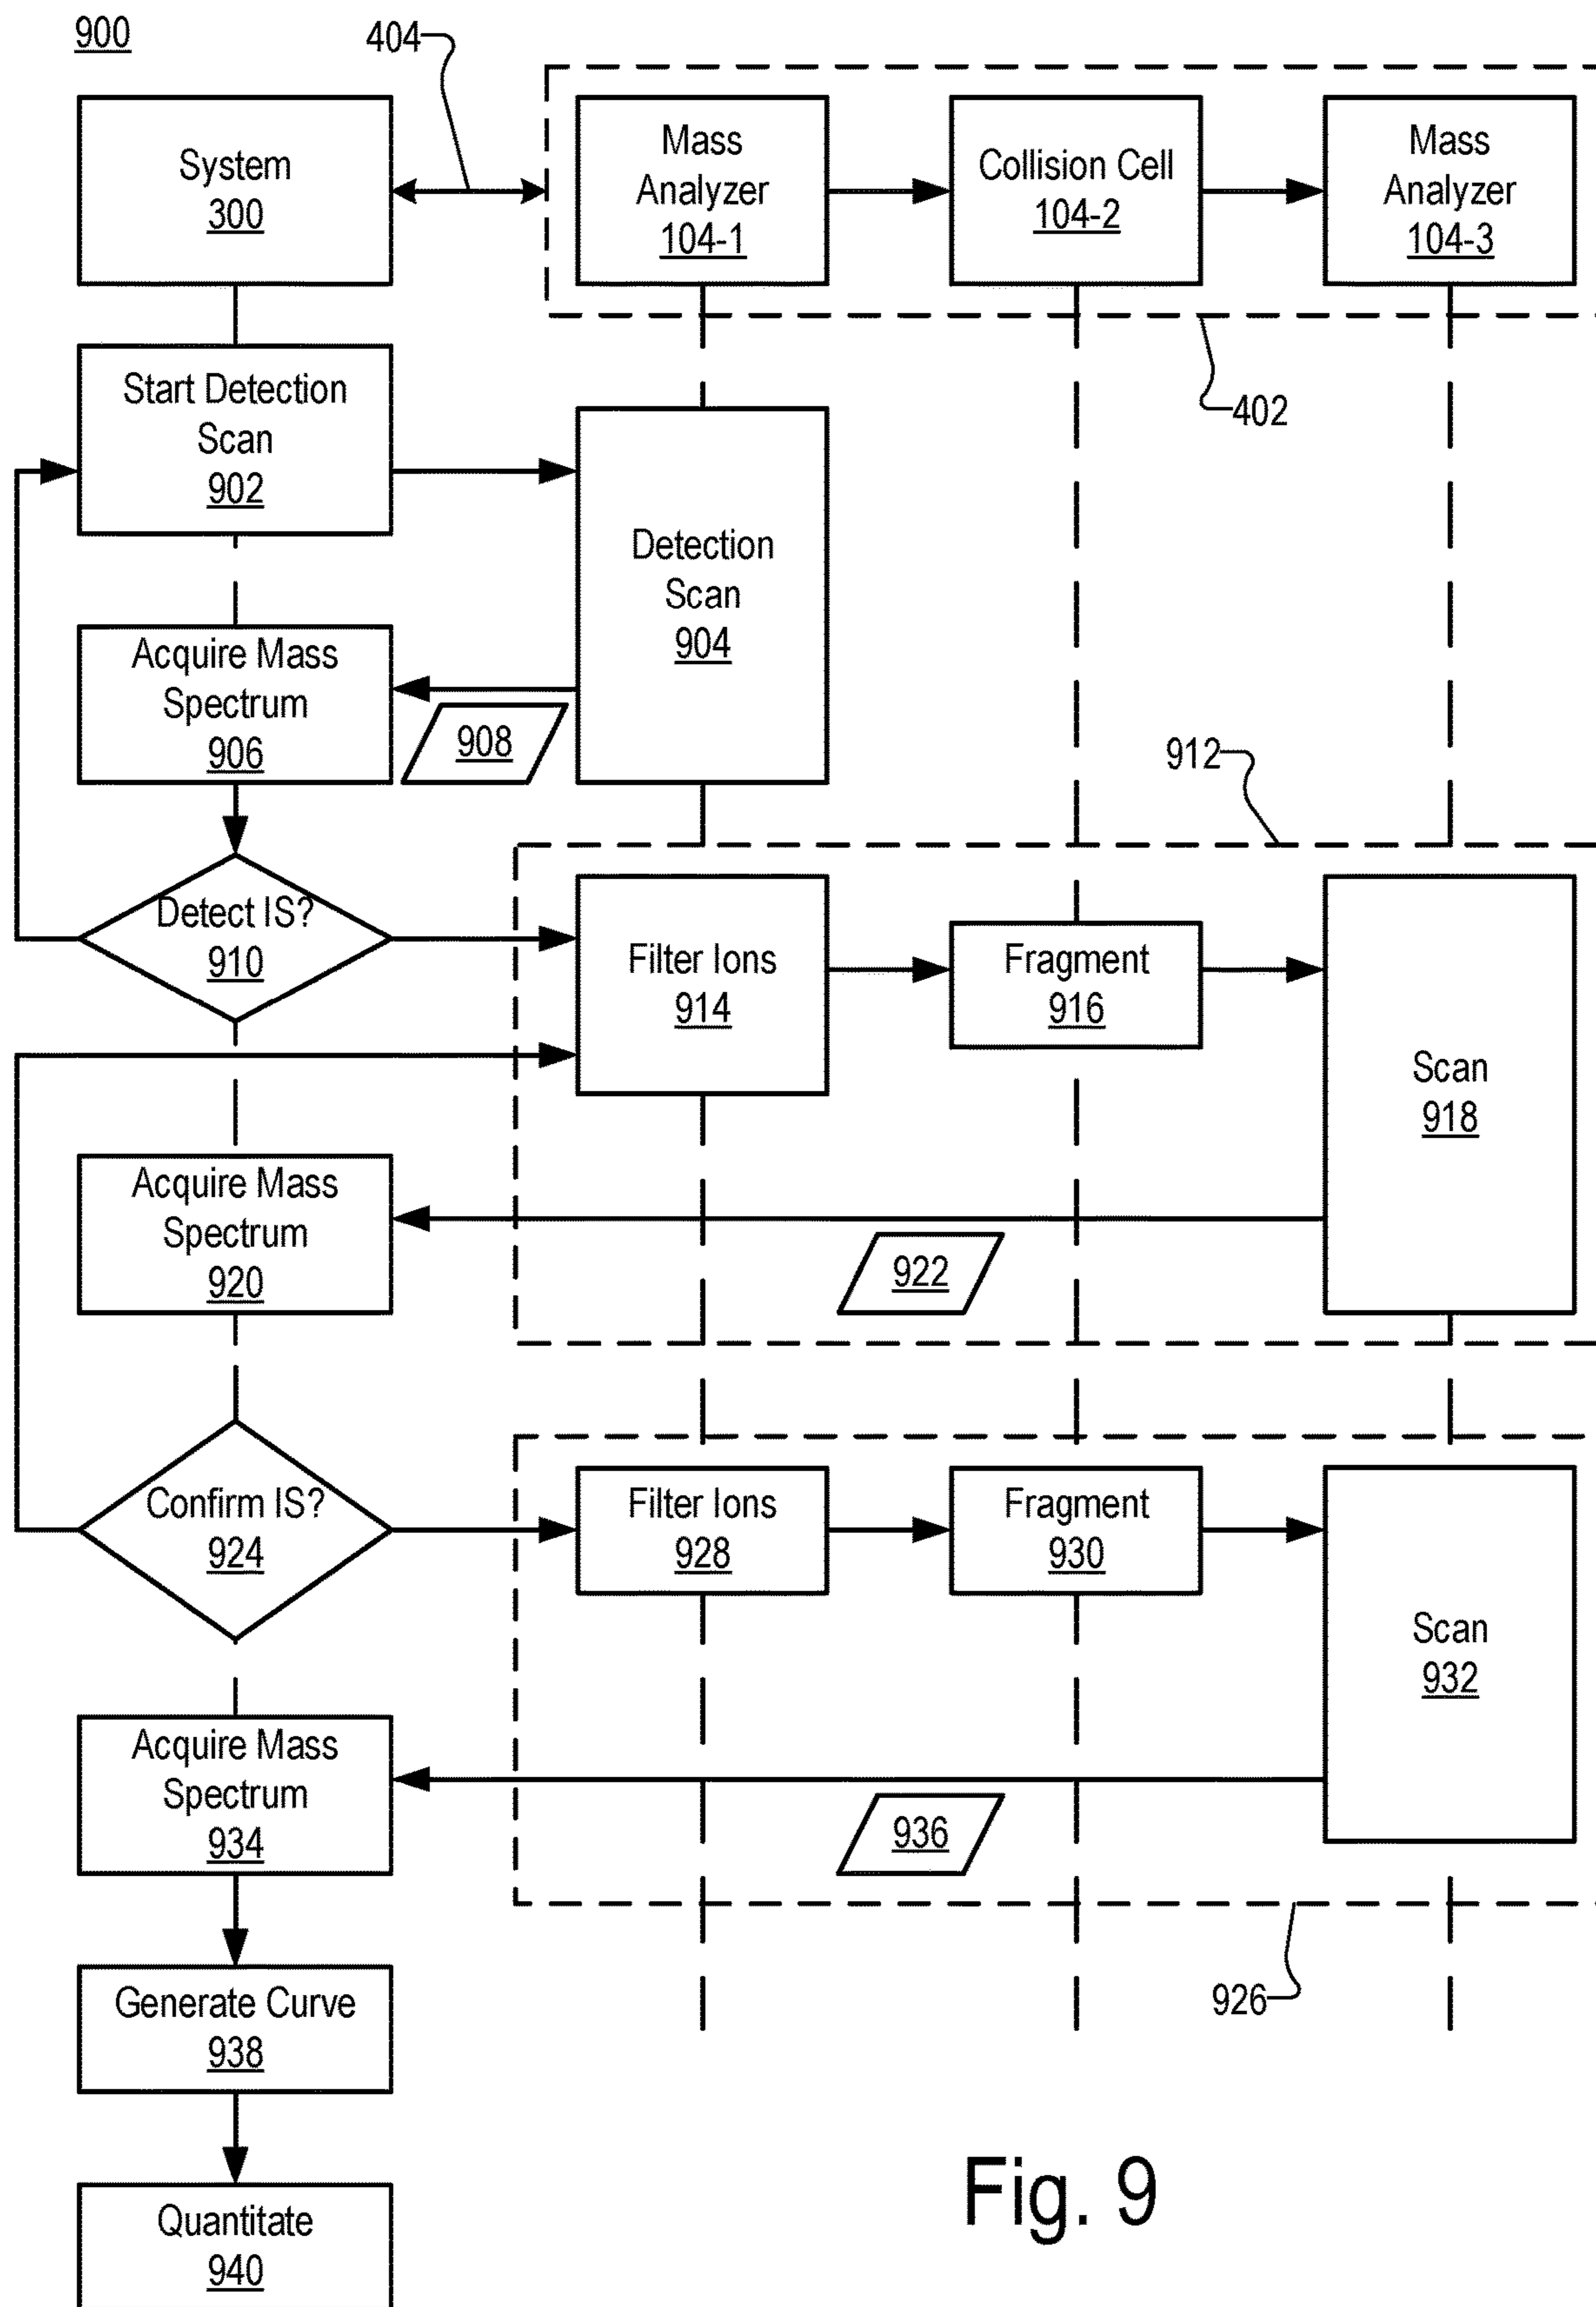 900
404
System
300
Mass
Analyzer
104-1
Collision Cell
104-2
Mass
Analyzer
104-3
402
Start Detection
Scan
902
Detection
Scan
904
Acquire Mass
Spectrum
906
908
912
Detect IS?
910
Filter Ions
914
Fragment
916
Scan
918
Acquire Mass
Spectrum
920
922
Confirm IS?
924
Filter Ions
928
Fragment
930
Scan
932
Acquire Mass
Spectrum
934
936
926
Generate Curve
938
Quantitate
940
Fig. 9